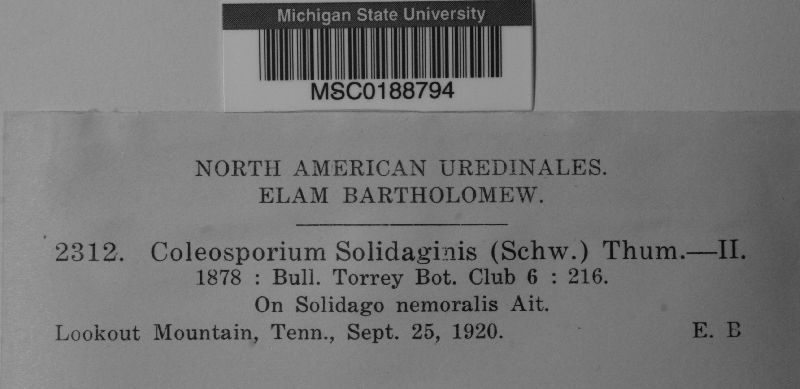 Michigan State University
MSC0188794
NORTH AMERICAN UREDINALES.
ELAM BARTHOLOMEW.
2312. Coleosporium Solidaginis (Schw.) Thum.—II.
1878 : Bull. Torrey Bot. Club 6 : 216.
On Solidago nemoralis Ait.
Lookout Mountain, Tenn., Sept. 25, 1920. E. B